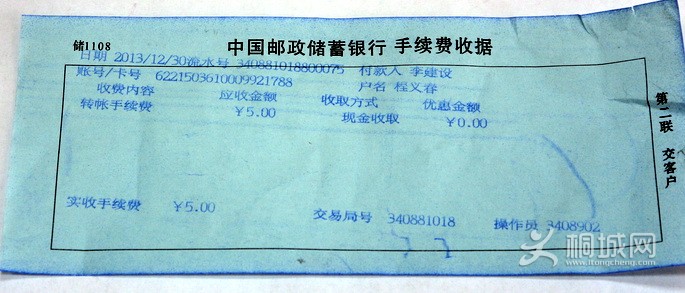 储1108
中国邮政储蓄银行 手续费收据
日期 2013/12/30流水号 340881018800075 付款人 李建设
账号/卡号 6221503610009921788 户名 程义春
收费内容 应收金额 收取方式 优惠金额
转帐手续费 ¥5.00 现金收取 ¥0.00
实收手续费 ¥5.00
交易局号 340881018 操作员 3408902
第二联 交客户
桐城网
www.itongcheng.com